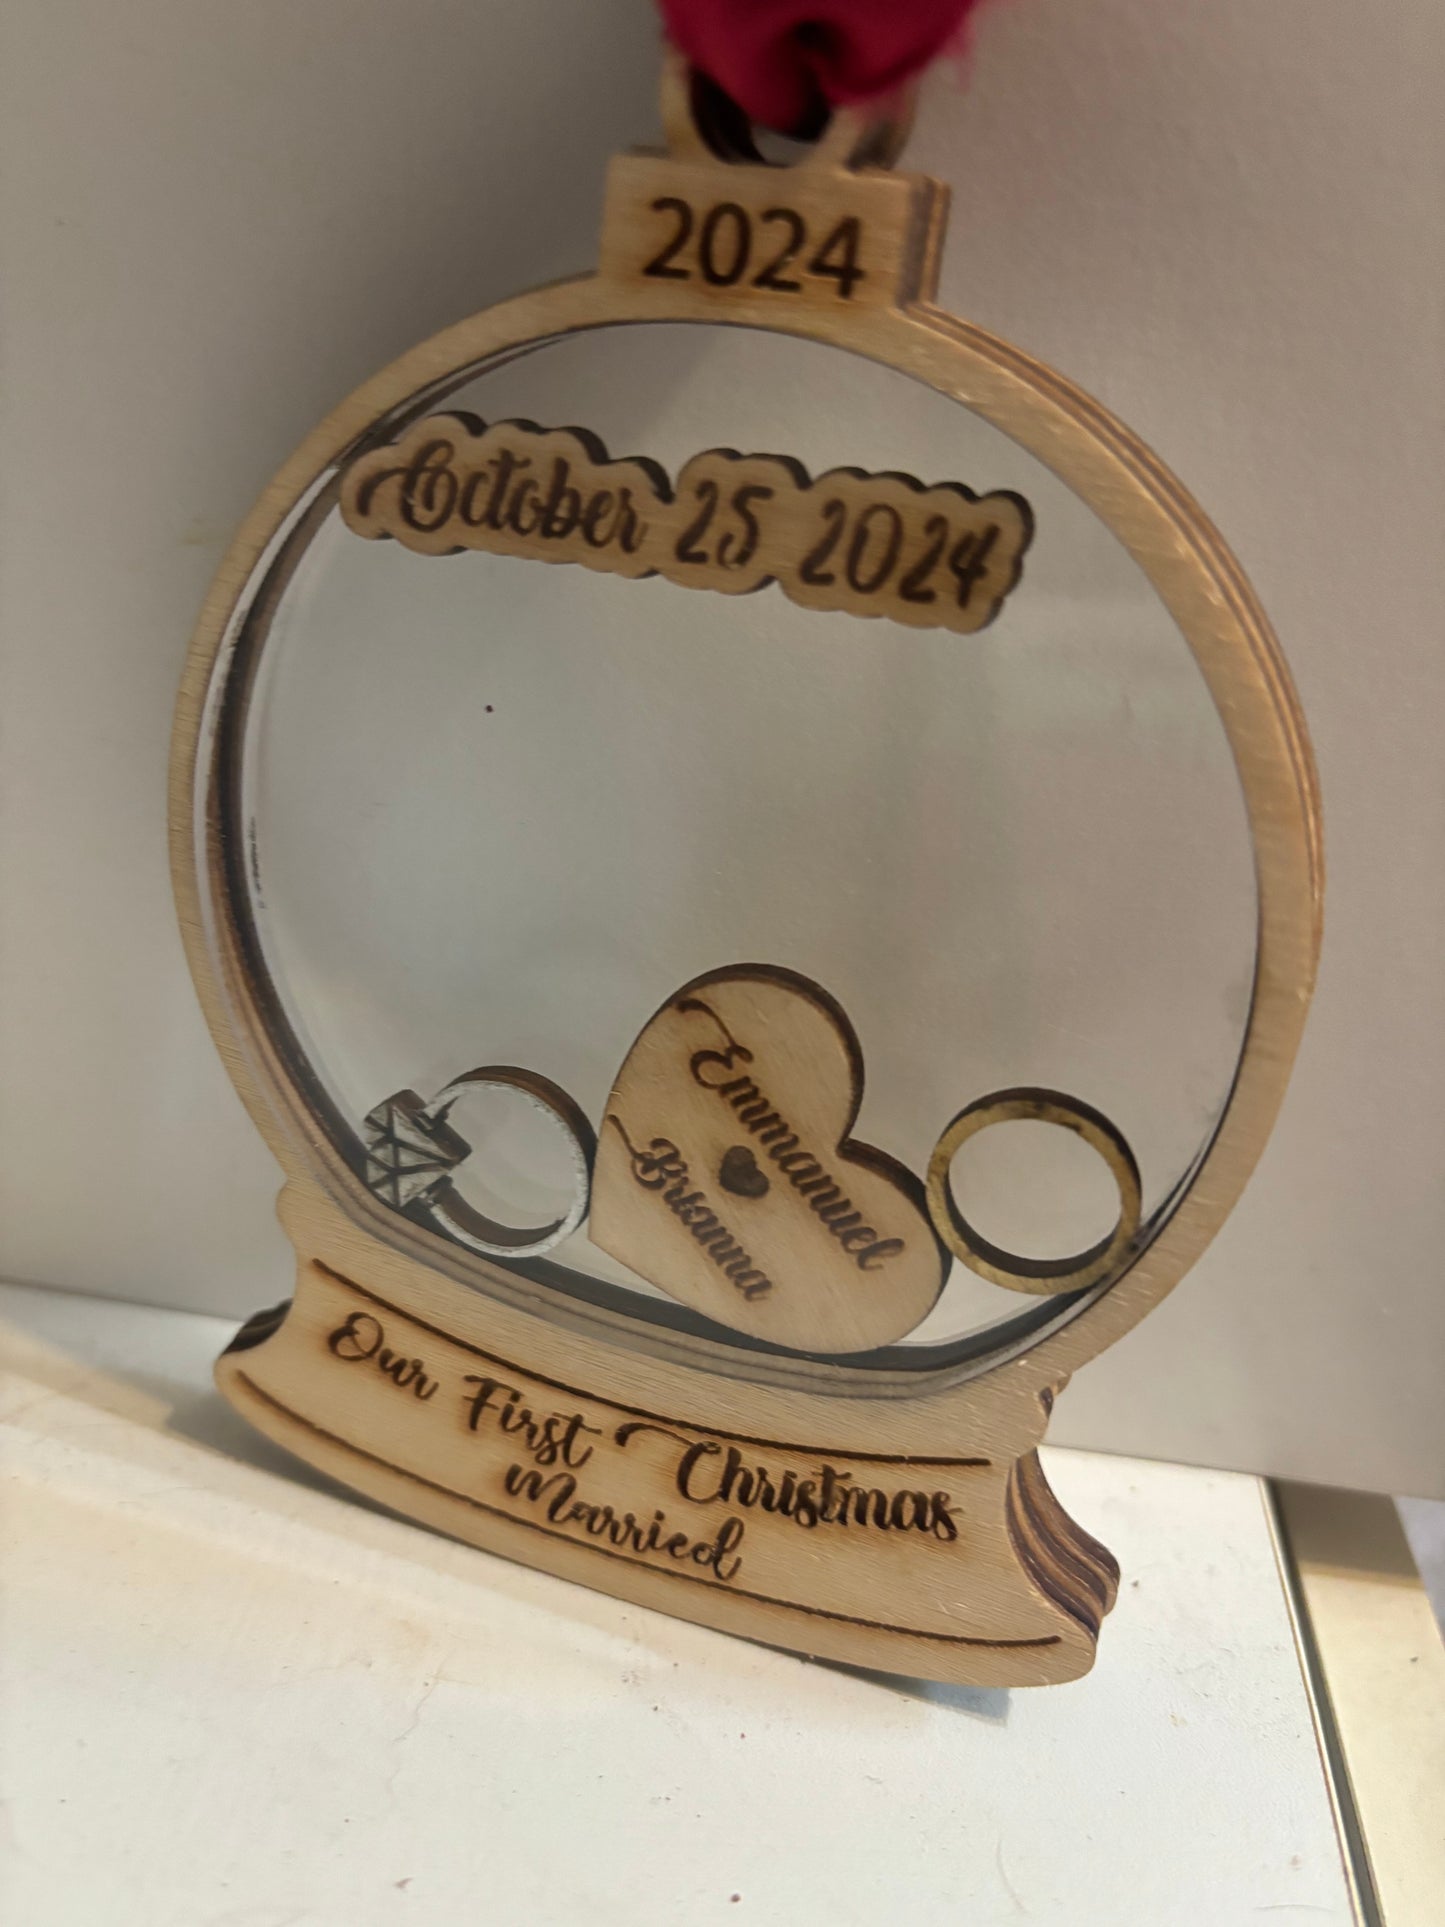 2024
October 25 2024
Emmanuel
Brianna
Our First Christmas
Married